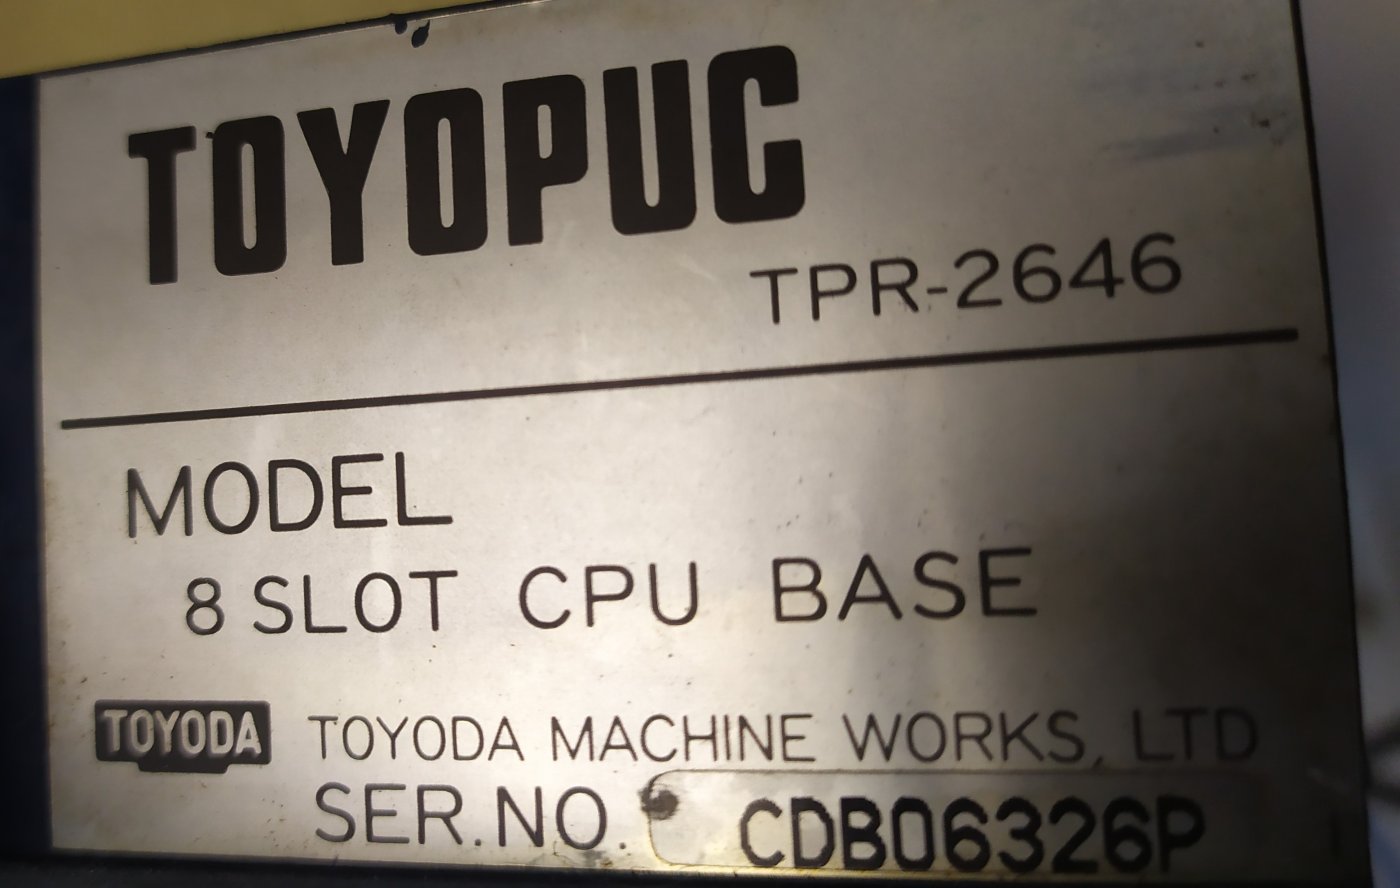 TOYOPUC
TPR-2646
MODEL
8 SLOT CPU BASE
TOYODA TOYODA MACHINE WORKS, LTD
SER.NO. CDB06326P